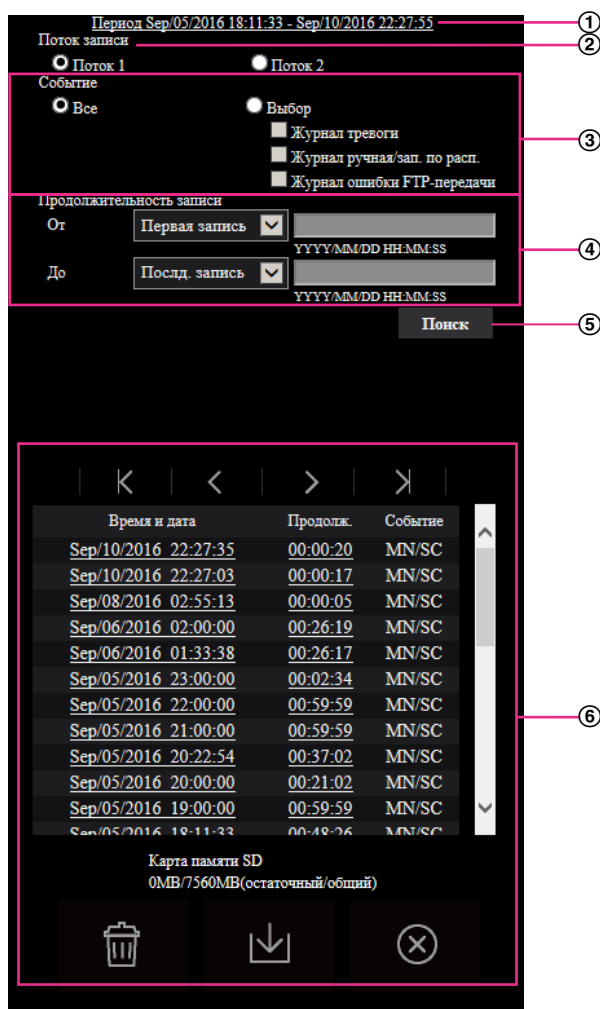 Период Sep/05/2016 18:11:33 - Sep/10/2016 22:27:55 ①
Поток записи ②
Поток 1 Поток 2
Событие
Все Выбор
Журнал тревоги ③
Журнал ручная/зап. по расп.
Журнал ошибки FTP-передачи
Продолжительность записи
От Первая запись
YYYY/MM/DD HH:MM:SS ④
До Послд. запись
YYYY/MM/DD HH:MM:SS
Поиск ⑤
Время и дата Продолж. Событие
Sep/10/2016 22:27:35 00:00:20 MN/SC
Sep/10/2016 22:27:03 00:00:17 MN/SC
Sep/08/2016 02:55:13 00:00:05 MN/SC
Sep/06/2016 02:00:00 00:26:19 MN/SC
Sep/06/2016 01:33:38 00:26:17 MN/SC
Sep/05/2016 23:00:00 00:02:34 MN/SC
Sep/05/2016 22:00:00 00:59:59 MN/SC ⑥
Sep/05/2016 21:00:00 00:59:59 MN/SC
Sep/05/2016 20:22:54 00:37:02 MN/SC
Sep/05/2016 20:00:00 00:21:02 MN/SC
Sep/05/2016 19:00:00 00:59:59 MN/SC
Sep/05/2016 18:11:33 00:48:26 MN/SC
Карта памяти SD
0MB/7560MB(остаточный/общий)